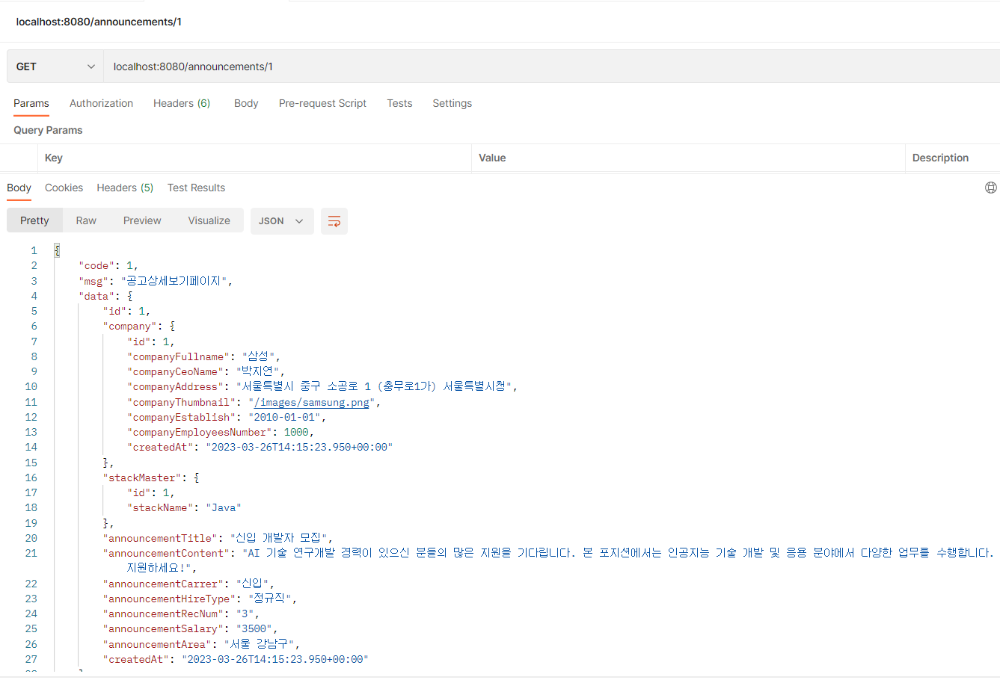 localhost:8080/announcements/1
GET localhost:8080/announcements/1
Params Authorization Headers (6) Body Pre-request Script Tests Settings
Query Params
Key Value Description
Body Cookies Headers (5) Test Results
Pretty Raw Preview Visualize JSON
1 {
2 "code": 1,
3 "msg": "공고상세보기페이지",
4 "data": {
5 "id": 1,
6 "company": {
7 "id": 1,
8 "companyFullname": "삼성",
9 "companyCeoName": "박지연",
10 "companyAddress": "서울특별시 중구 소공로 1 (충무로1가) 서울특별시청",
11 "companyThumbnail": "/images/samsung.png",
12 "companyEstablish": "2010-01-01",
13 "companyEmployeesNumber": 1000,
14 "createdAt": "2023-03-26T14:15:23.950+00:00"
15 },
16 "stackMaster": {
17 "id": 1,
18 "stackName": "Java"
19 },
20 "announcementTitle": "신입 개발자 모집",
21 "announcementContent": "AI 기술 연구개발 경력이 있으신 분들의 많은 지원을 기다립니다. 본 포지션에서는 인공지능 기술 개발 및 응용 분야에서 다양한 업무를 수행합니다.
지원하세요!",
22 "announcementCarrer": "신입",
23 "announcementHireType": "정규직",
24 "announcementRecNum": "3",
25 "announcementSalary": "3500",
26 "announcementArea": "서울 강남구",
27 "createdAt": "2023-03-26T14:15:23.950+00:00"